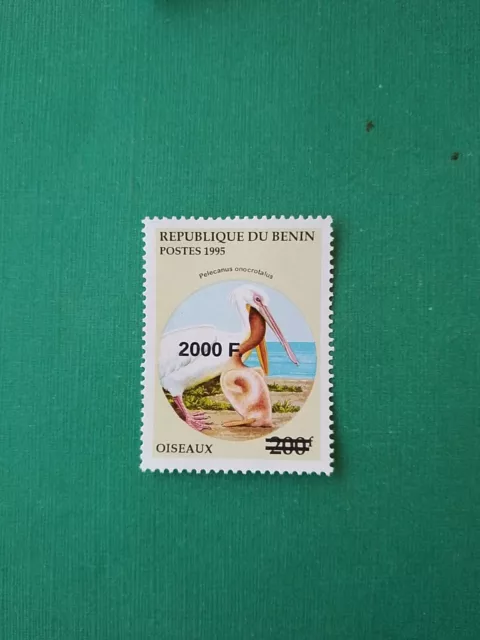 REPUBLIQUE DU BENIN
POSTES 1995
Pelecanus onocrotalus
2000 F
OISEAUX
200f